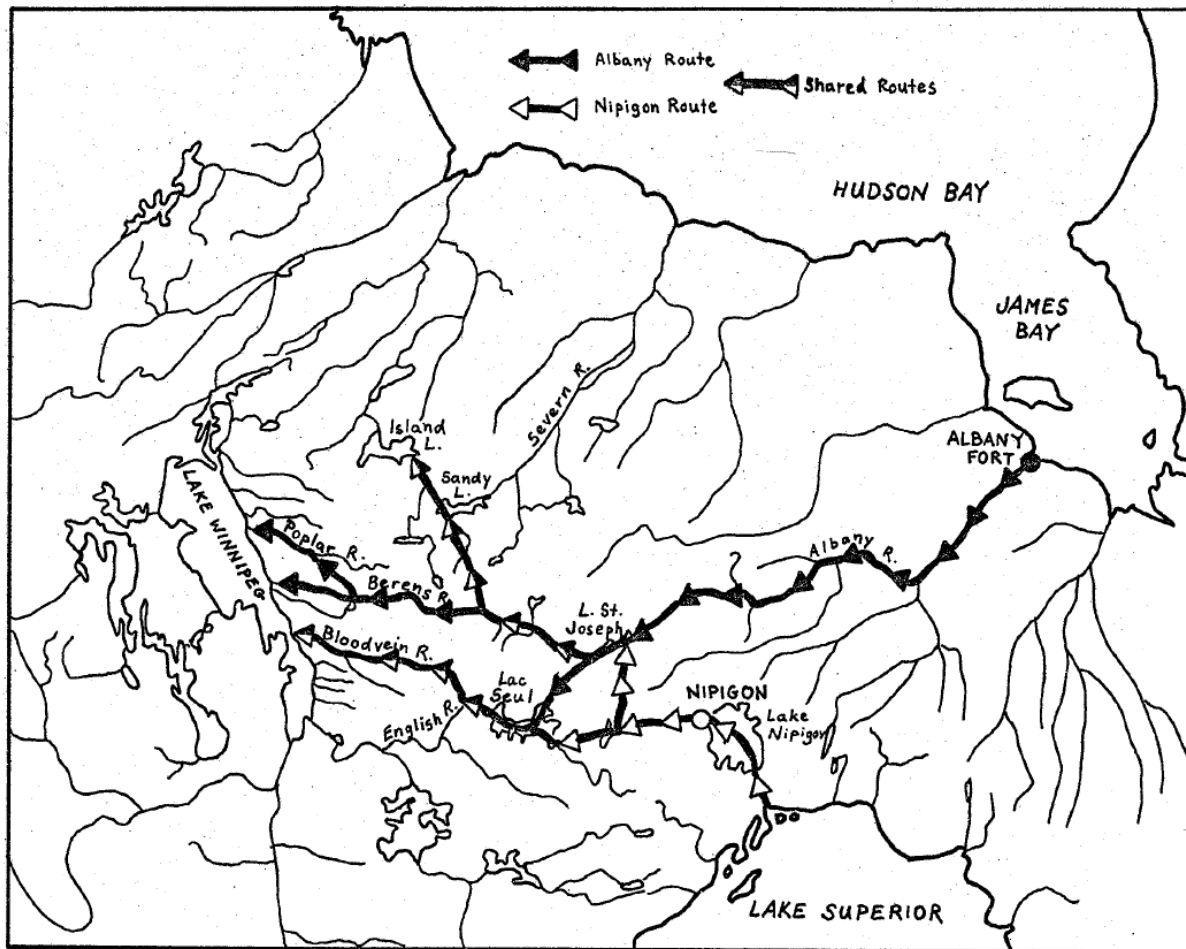 Albany Route
Shared Routes
Nipigon Route
HUDSON BAY
JAMES
BAY
Severn R.
Island
L.
Sandy
L.
ALBANY
FORT
LAKE WINNIPEG
Poplar R.
Albany R.
Berens R.
L. St.
Joseph
Bloodvein R.
Lac
Seul
NIPIGON
English R.
Lake
Nipigon
LAKE SUPERIOR